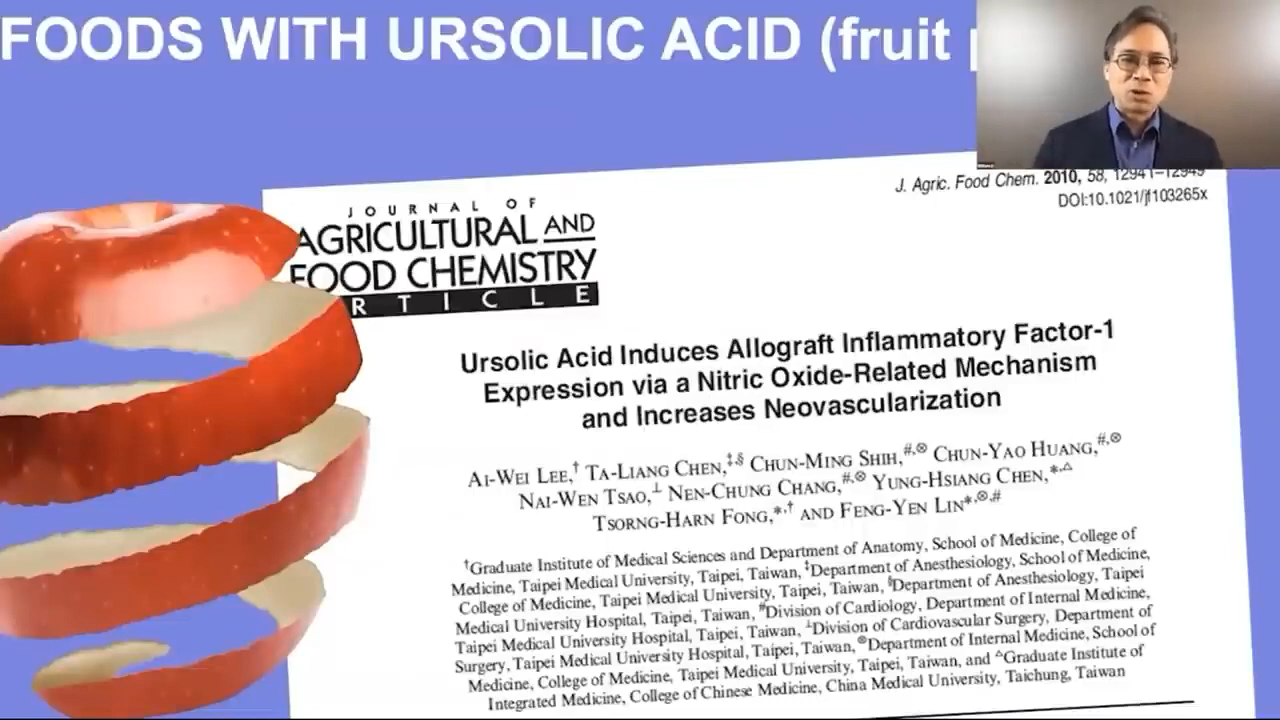 FOODS WITH URSOLIC ACID (fruit
J. Agric. Food Chem. 2010, 58, 12941–12949
DOI:10.1021/jf103265x
JOURNAL OF
AGRICULTURAL AND
FOOD CHEMISTRY
RTICLE
Ursolic Acid Induces Allograft Inflammatory Factor-1
Expression via a Nitric Oxide-Related Mechanism
and Increases Neovascularization
AI-WEI LEE,† TA-LIANG CHEN,‡,§ CHUN-MING SHIH,#,⊗ CHUN-YAO HUANG,#,⊗
NAI-WEN TSAO,⊥ NEN-CHUNG CHANG,#,⊗ YUNG-HSIANG CHEN,*,△
TSORNG-HARN FONG,*,† AND FENG-YEN LIN*,⊗,#
†Graduate Institute of Medical Sciences and Department of Anatomy, School of Medicine, College of
Medicine, Taipei Medical University, Taipei, Taiwan, ‡Department of Anesthesiology, School of Medicine,
College of Medicine, Taipei Medical University, Taipei, Taiwan, §Department of Anesthesiology, Taipei
Medical University Hospital, Taipei, Taiwan, #Division of Cardiology, Department of Internal Medicine,
Taipei Medical University Hospital, Taipei, Taiwan, ⊥Division of Cardiovascular Surgery, Department of
Surgery, Taipei Medical University Hospital, Taipei, Taiwan, ⊗Department of Internal Medicine, School of
Medicine, College of Medicine, Taipei Medical University, Taipei, Taiwan, and △Graduate Institute of
Integrated Medicine, College of Chinese Medicine, China Medical University, Taichung, Taiwan